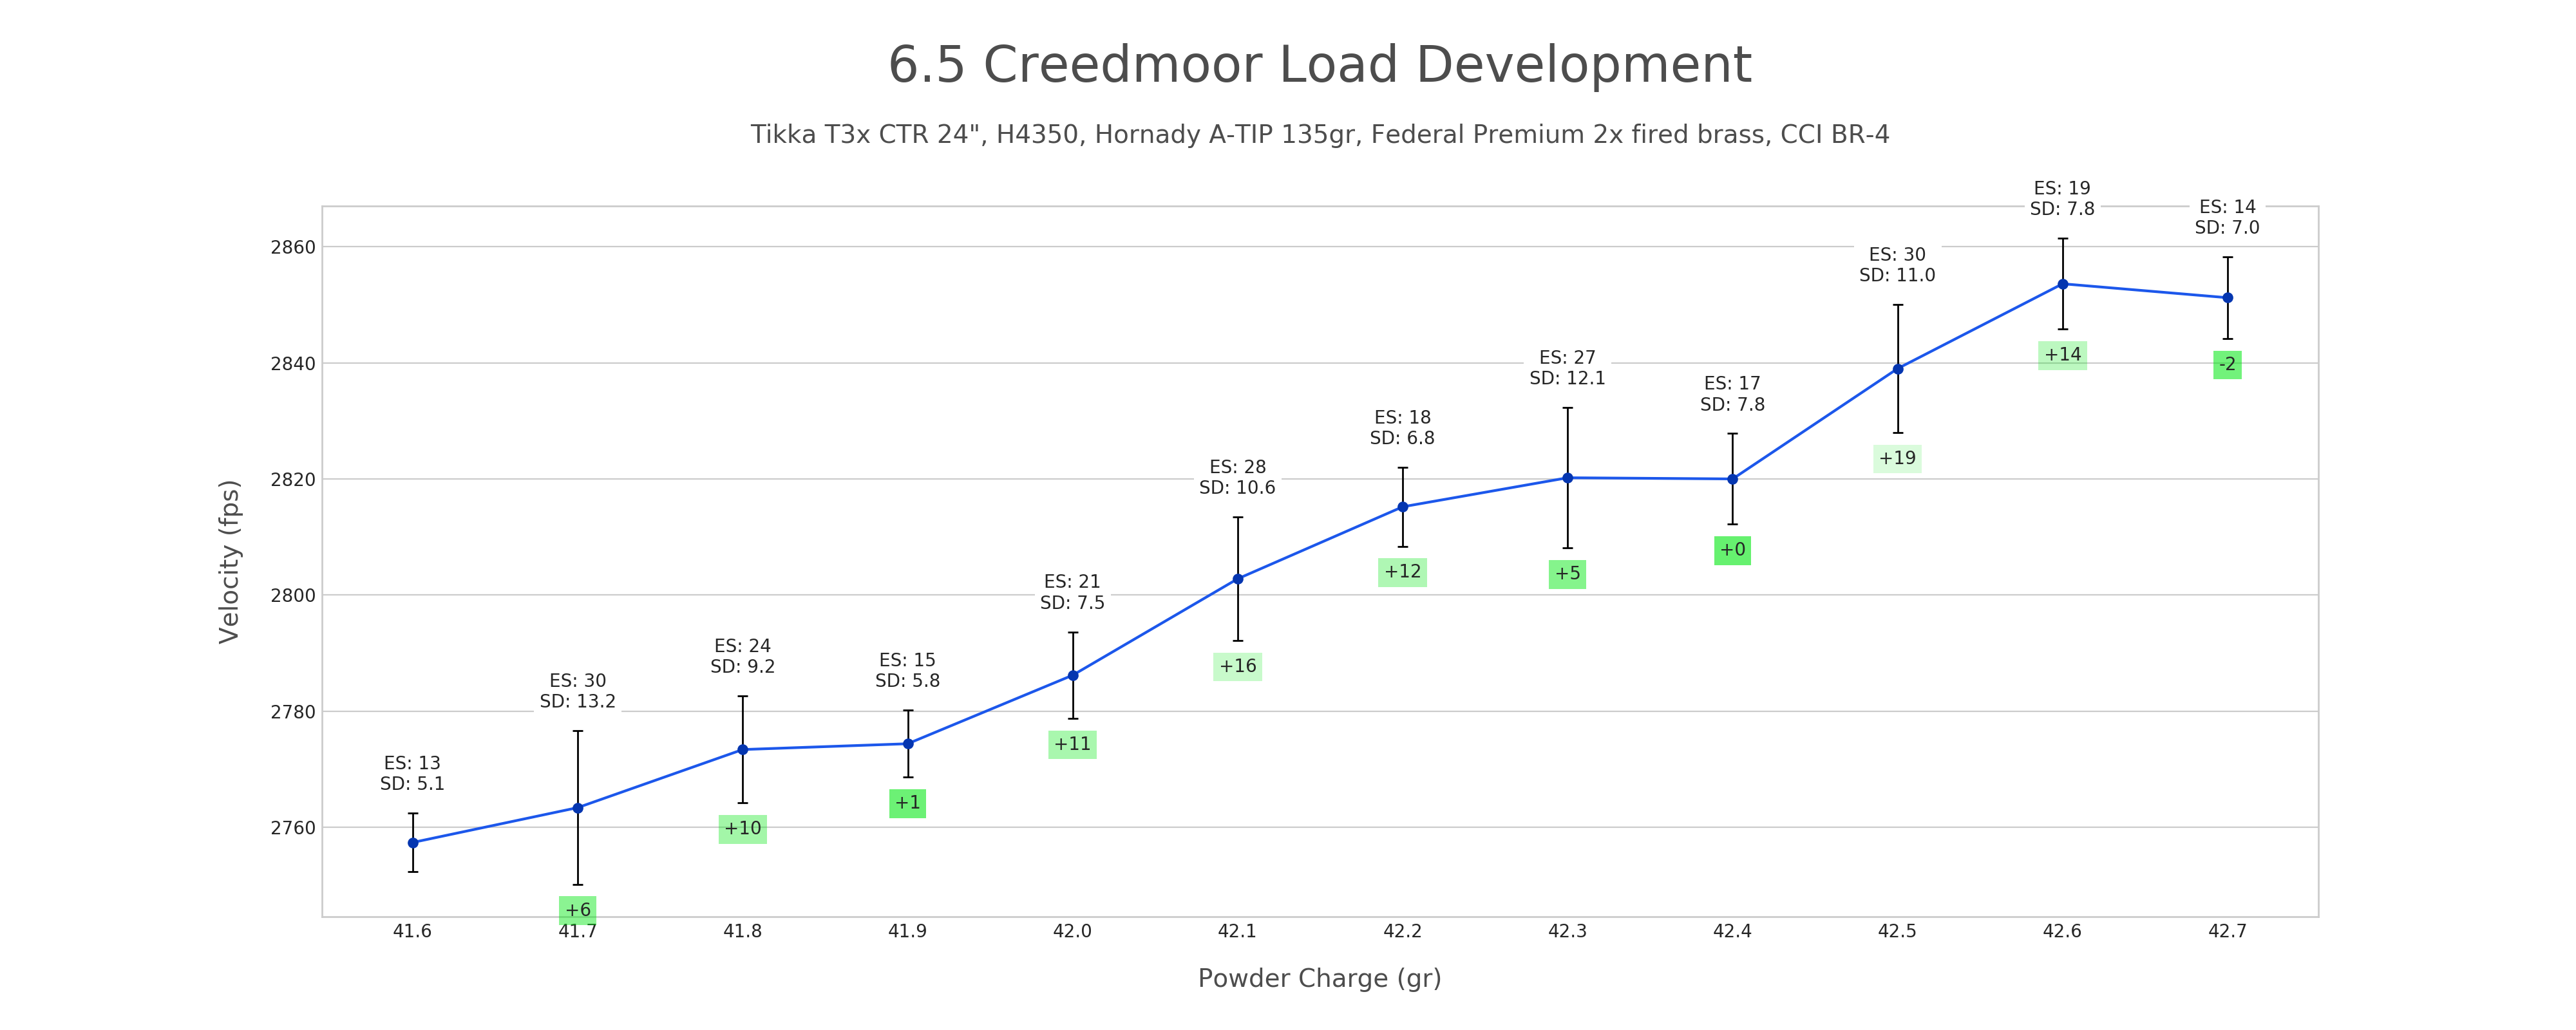 6.5 Creedmoor Load Development
Tikka T3x CTR 24", H4350, Hornady A-TIP 135gr, Federal Premium 2x fired brass, CCI BR-4
Velocity (fps)
2860
2840
2820
2800
2780
2760
ES: 13
SD: 5.1
ES: 30
SD: 13.2
+6
ES: 24
SD: 9.2
+10
ES: 15
SD: 5.8
+1
ES: 21
SD: 7.5
+11
ES: 28
SD: 10.6
+16
ES: 18
SD: 6.8
+12
ES: 27
SD: 12.1
+5
ES: 17
SD: 7.8
+0
ES: 30
SD: 11.0
+19
ES: 19
SD: 7.8
+14
ES: 14
SD: 7.0
-2
41.6 41.7 41.8 41.9 42.0 42.1 42.2 42.3 42.4 42.5 42.6 42.7
Powder Charge (gr)